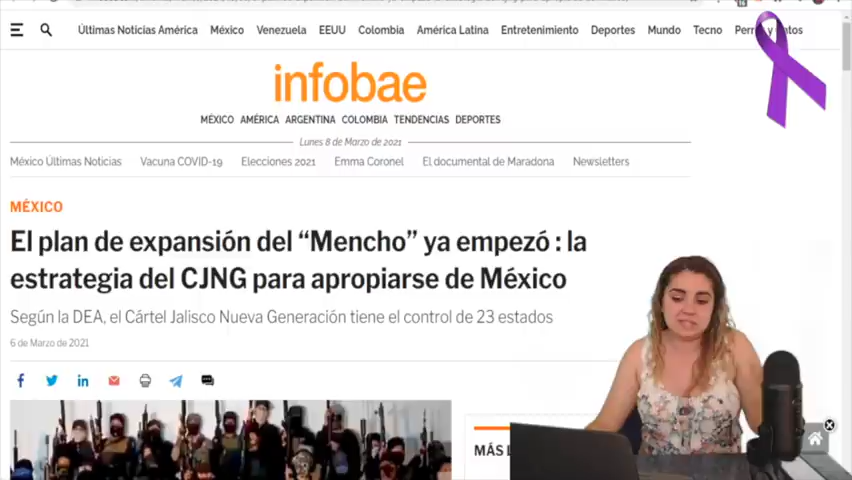 Últimas Noticias América México Venezuela EEUU Colombia América Latina Entretenimiento Deportes Mundo Tecno
infobae
MÉXICO AMÉRICA ARGENTINA COLOMBIA TENDENCIAS DEPORTES
Lunes 8 de Marzo de 2021
México Últimas Noticias Vacuna COVID-19 Elecciones 2021 Emma Coronel El documental de Maradona Newsletters
MÉXICO
El plan de expansión del “Mencho” ya empezó : la
estrategia del CJNG para apropiarse de México
Según la DEA, el Cártel Jalisco Nueva Generación tiene el control de 23 estados
6 de Marzo de 2021
MÁS